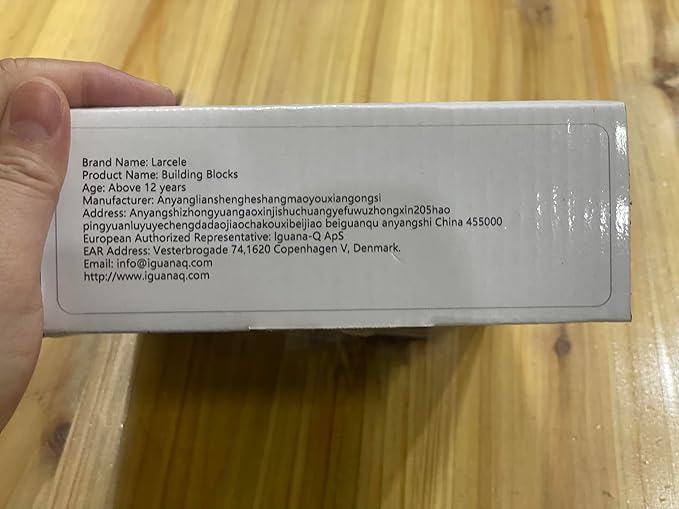 Brand Name: Larcele
Product Name: Building Blocks
Age: Above 12 years
Manufacturer: Anyanglianshengheshangmaoyouxiangongsi
Address: Anyangshizhongyuangaoxinjishuchuangyefuwuzhongxin205hao
pingyuanluyuyechengdadaojiaochakouxibeijiao beiguanqu anyangshi China 455000
European Authorized Representative: Iguana-Q ApS
EAR Address: Vesterbrogade 74,1620 Copenhagen V, Denmark.
Email: info@iguanaq.com
http://www.iguanaq.com